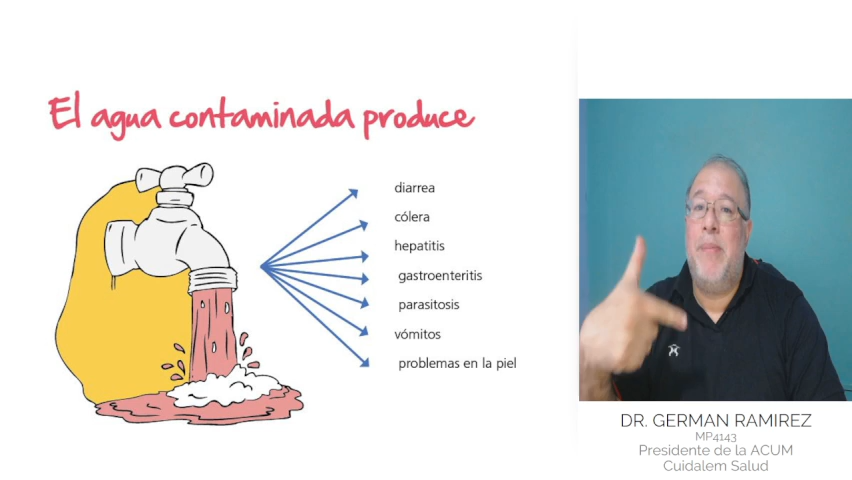 El agua contaminada produce
diarrea
cólera
hepatitis
gastroenteritis
parasitosis
vómitos
problemas en la piel
DR. GERMAN RAMIREZ
MP4143
Presidente de la ACUM
Cuidalem Salud